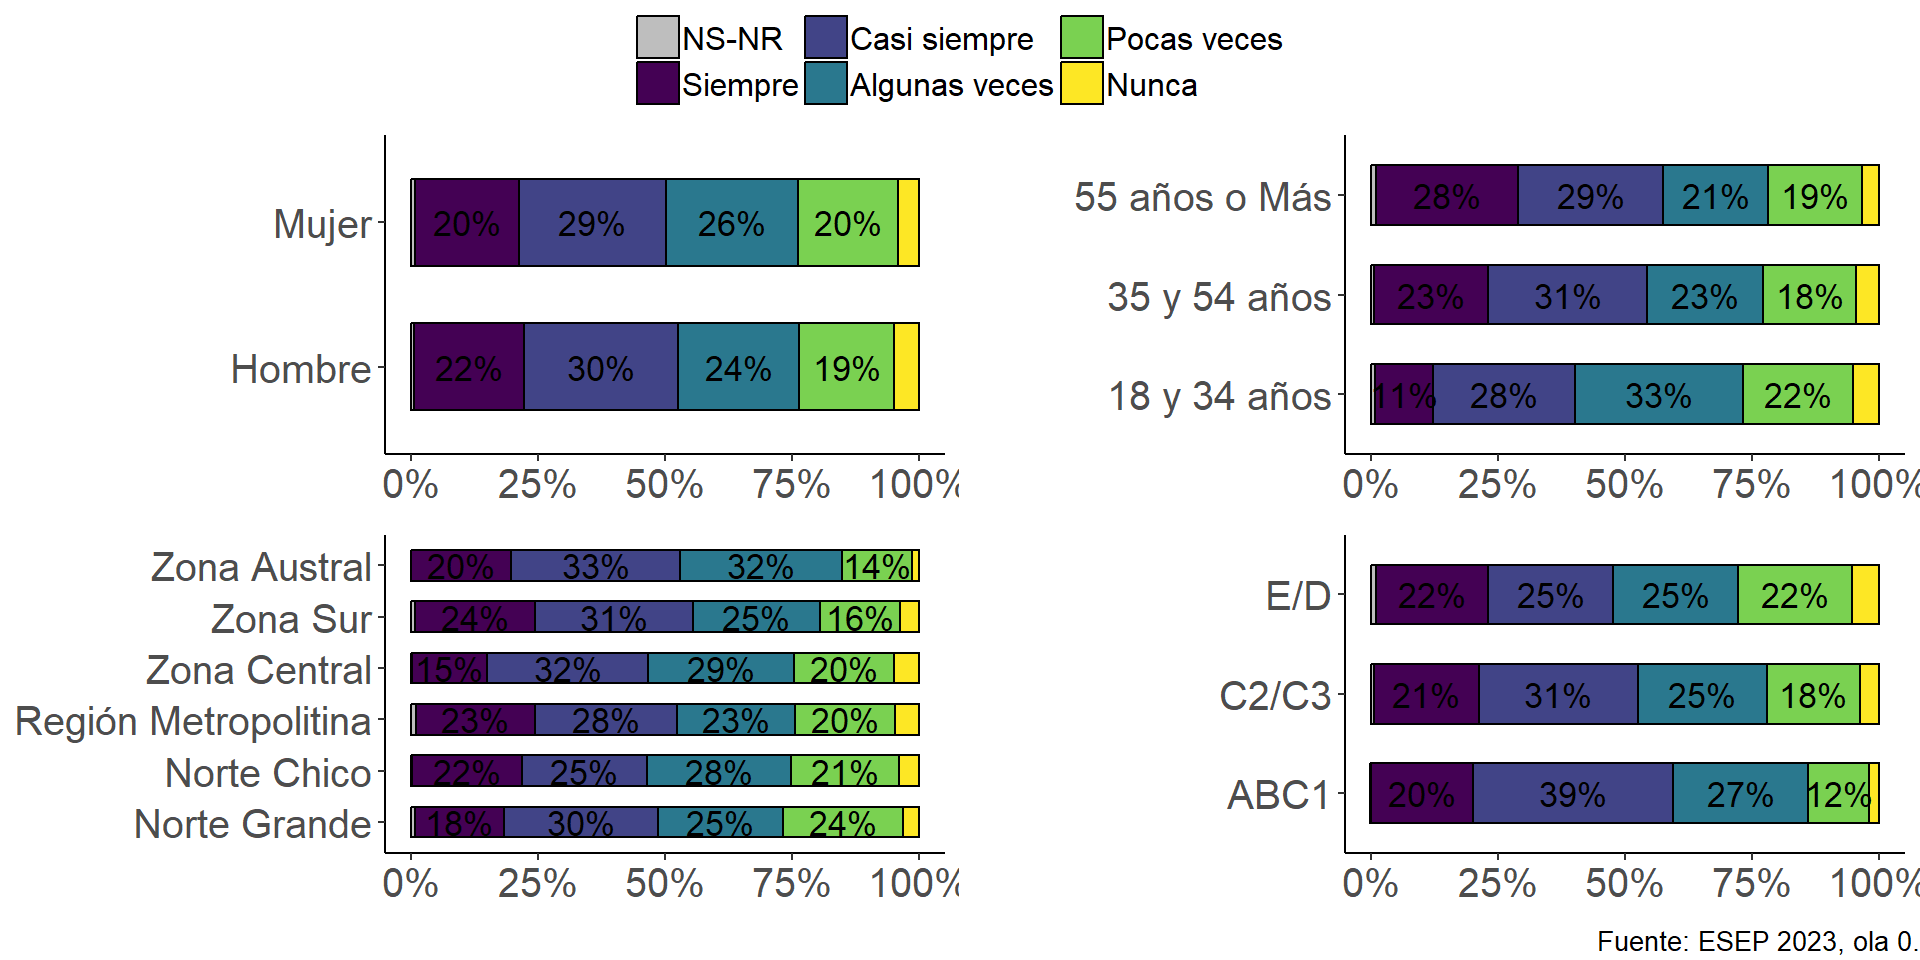 NS-NR Casi siempre Pocas veces
Siempre Algunas veces Nunca
Mujer 20% 29% 26% 20%
Hombre 22% 30% 24% 19%
0% 25% 50% 75% 100%
55 años o Más 28% 29% 21% 19%
35 y 54 años 23% 31% 23% 18%
18 y 34 años 11% 28% 33% 22%
0% 25% 50% 75% 100%
Zona Austral 20% 33% 32% 14%
Zona Sur 24% 31% 25% 16%
Zona Central 15% 32% 29% 20%
Región Metropolitina 23% 28% 23% 20%
Norte Chico 22% 25% 28% 21%
Norte Grande 18% 30% 25% 24%
0% 25% 50% 75% 100%
E/D 22% 25% 25% 22%
C2/C3 21% 31% 25% 18%
ABC1 20% 39% 27% 12%
0% 25% 50% 75% 100%
Fuente: ESEP 2023, ola 0.